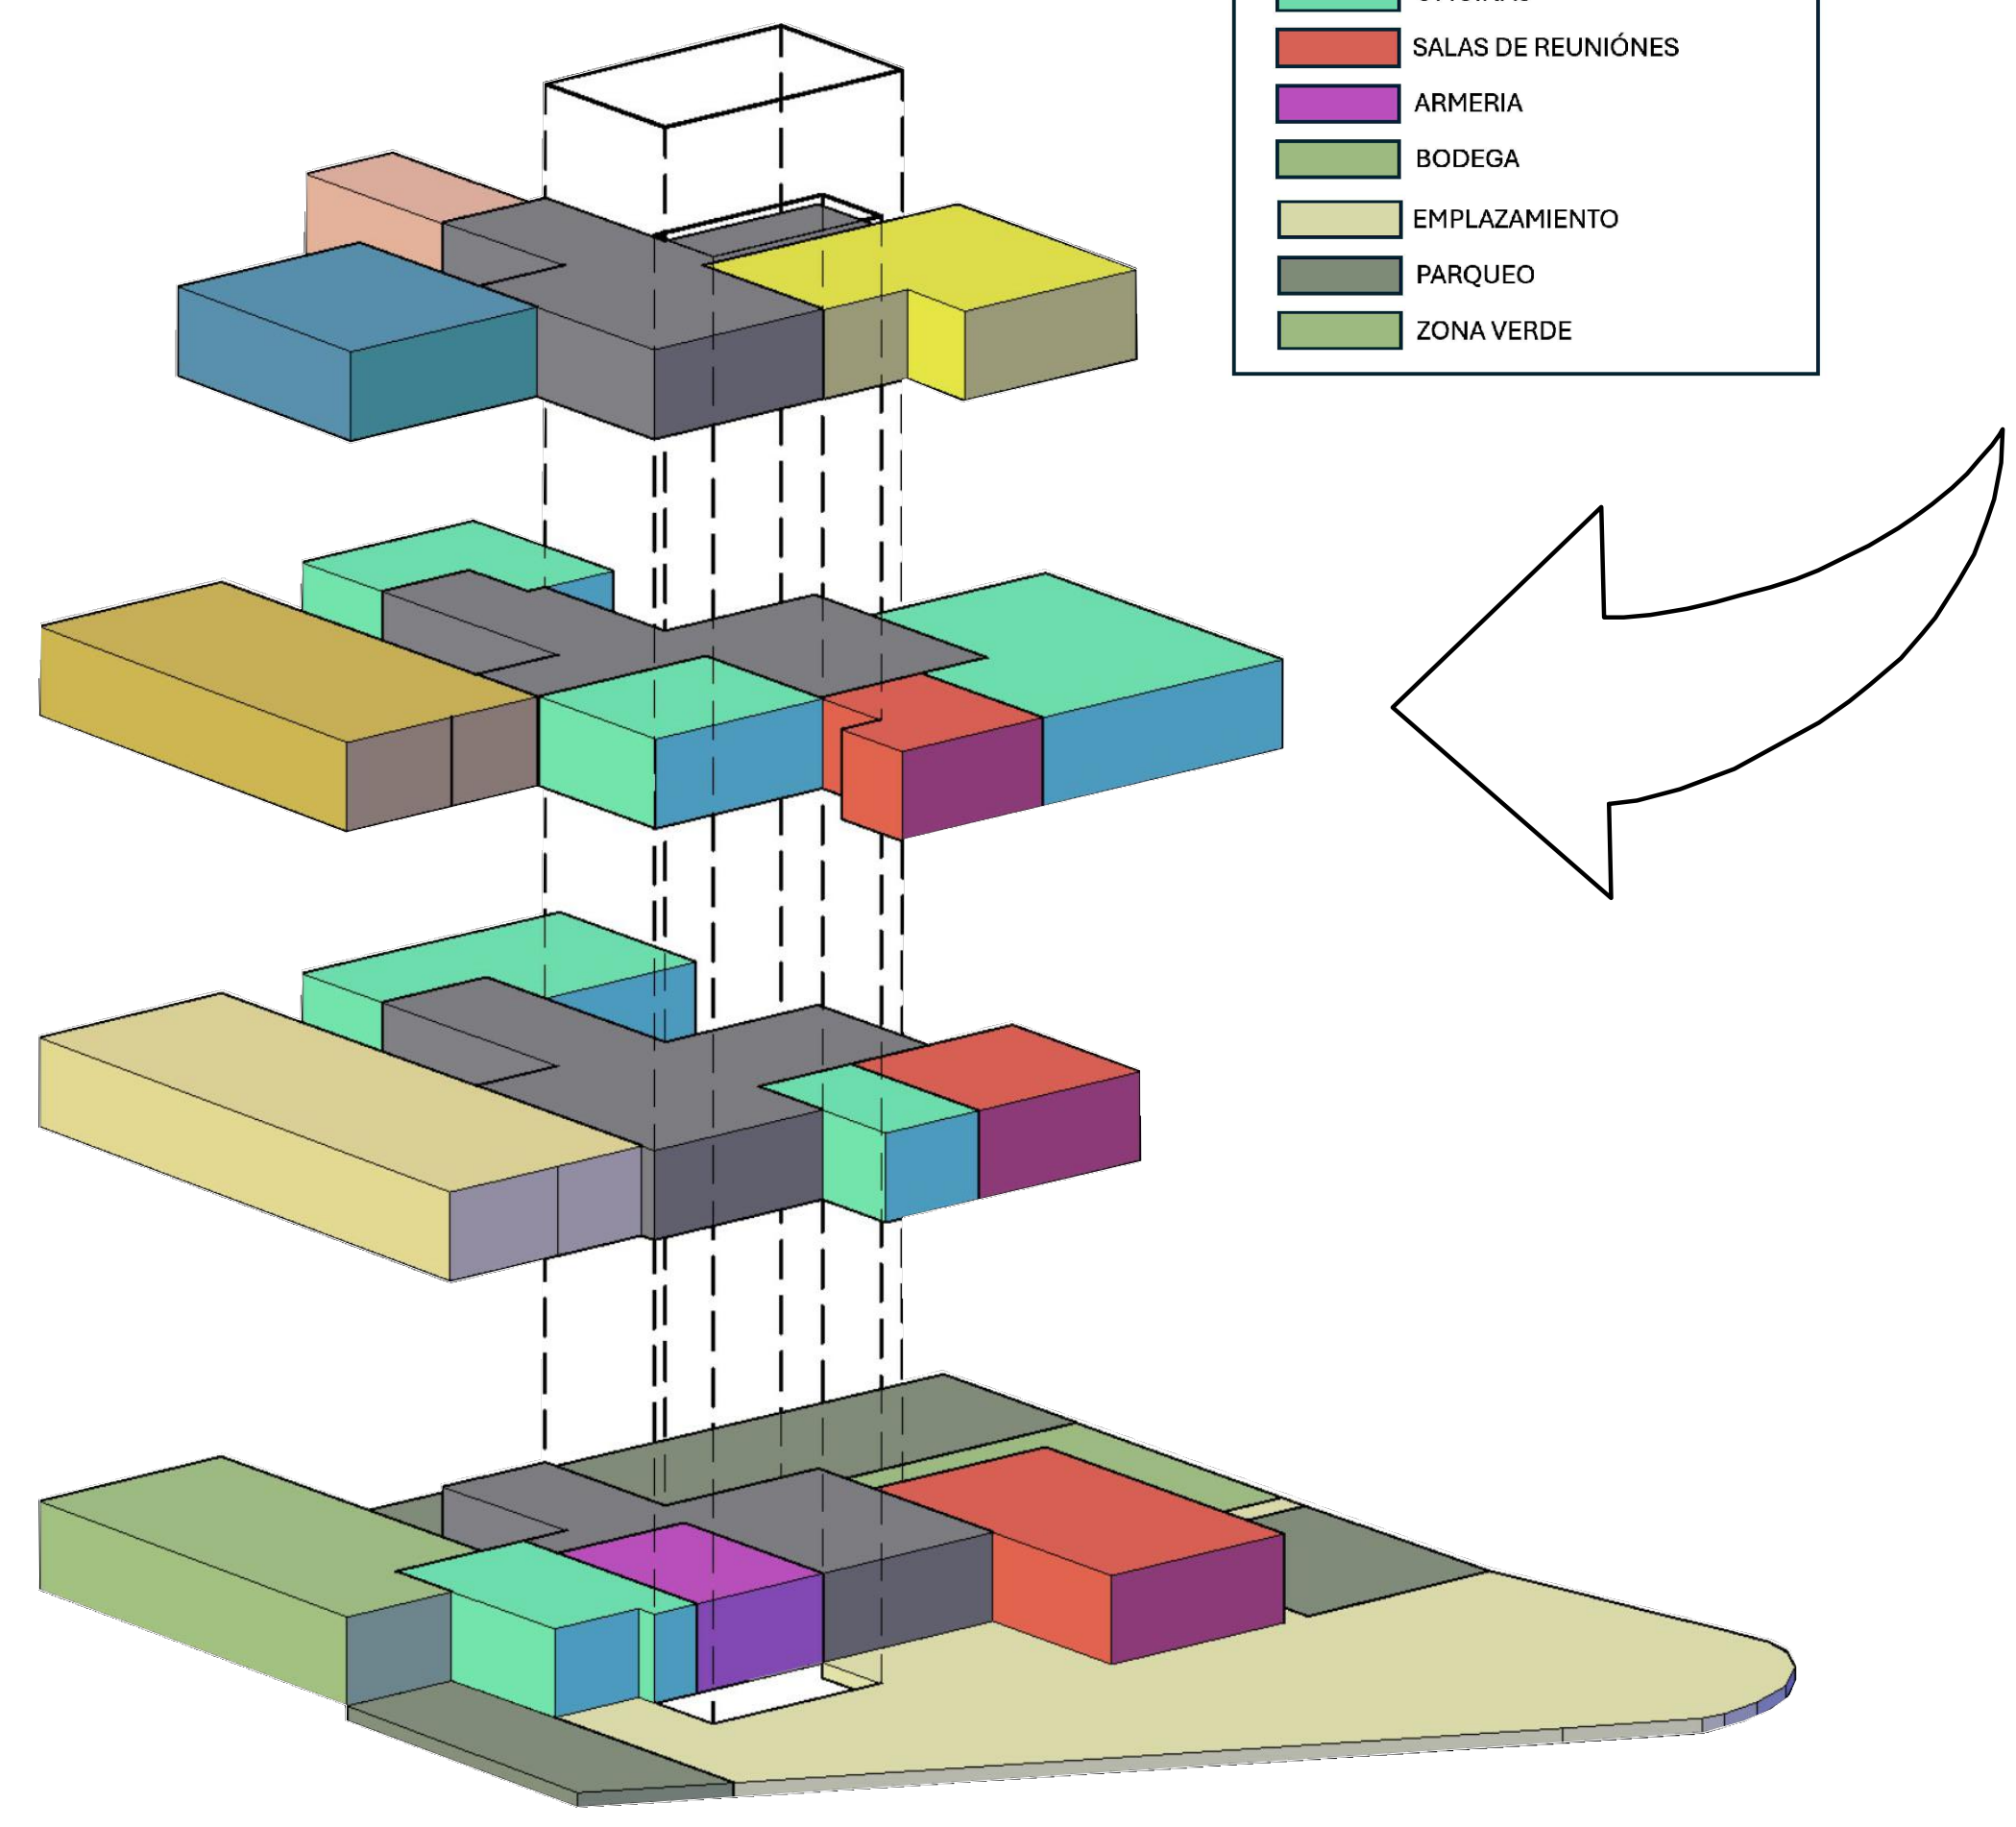 SALAS DE REUNIÓNES
ARMERIA
BODEGA
EMPLAZAMIENTO
PARQUEO
ZONA VERDE